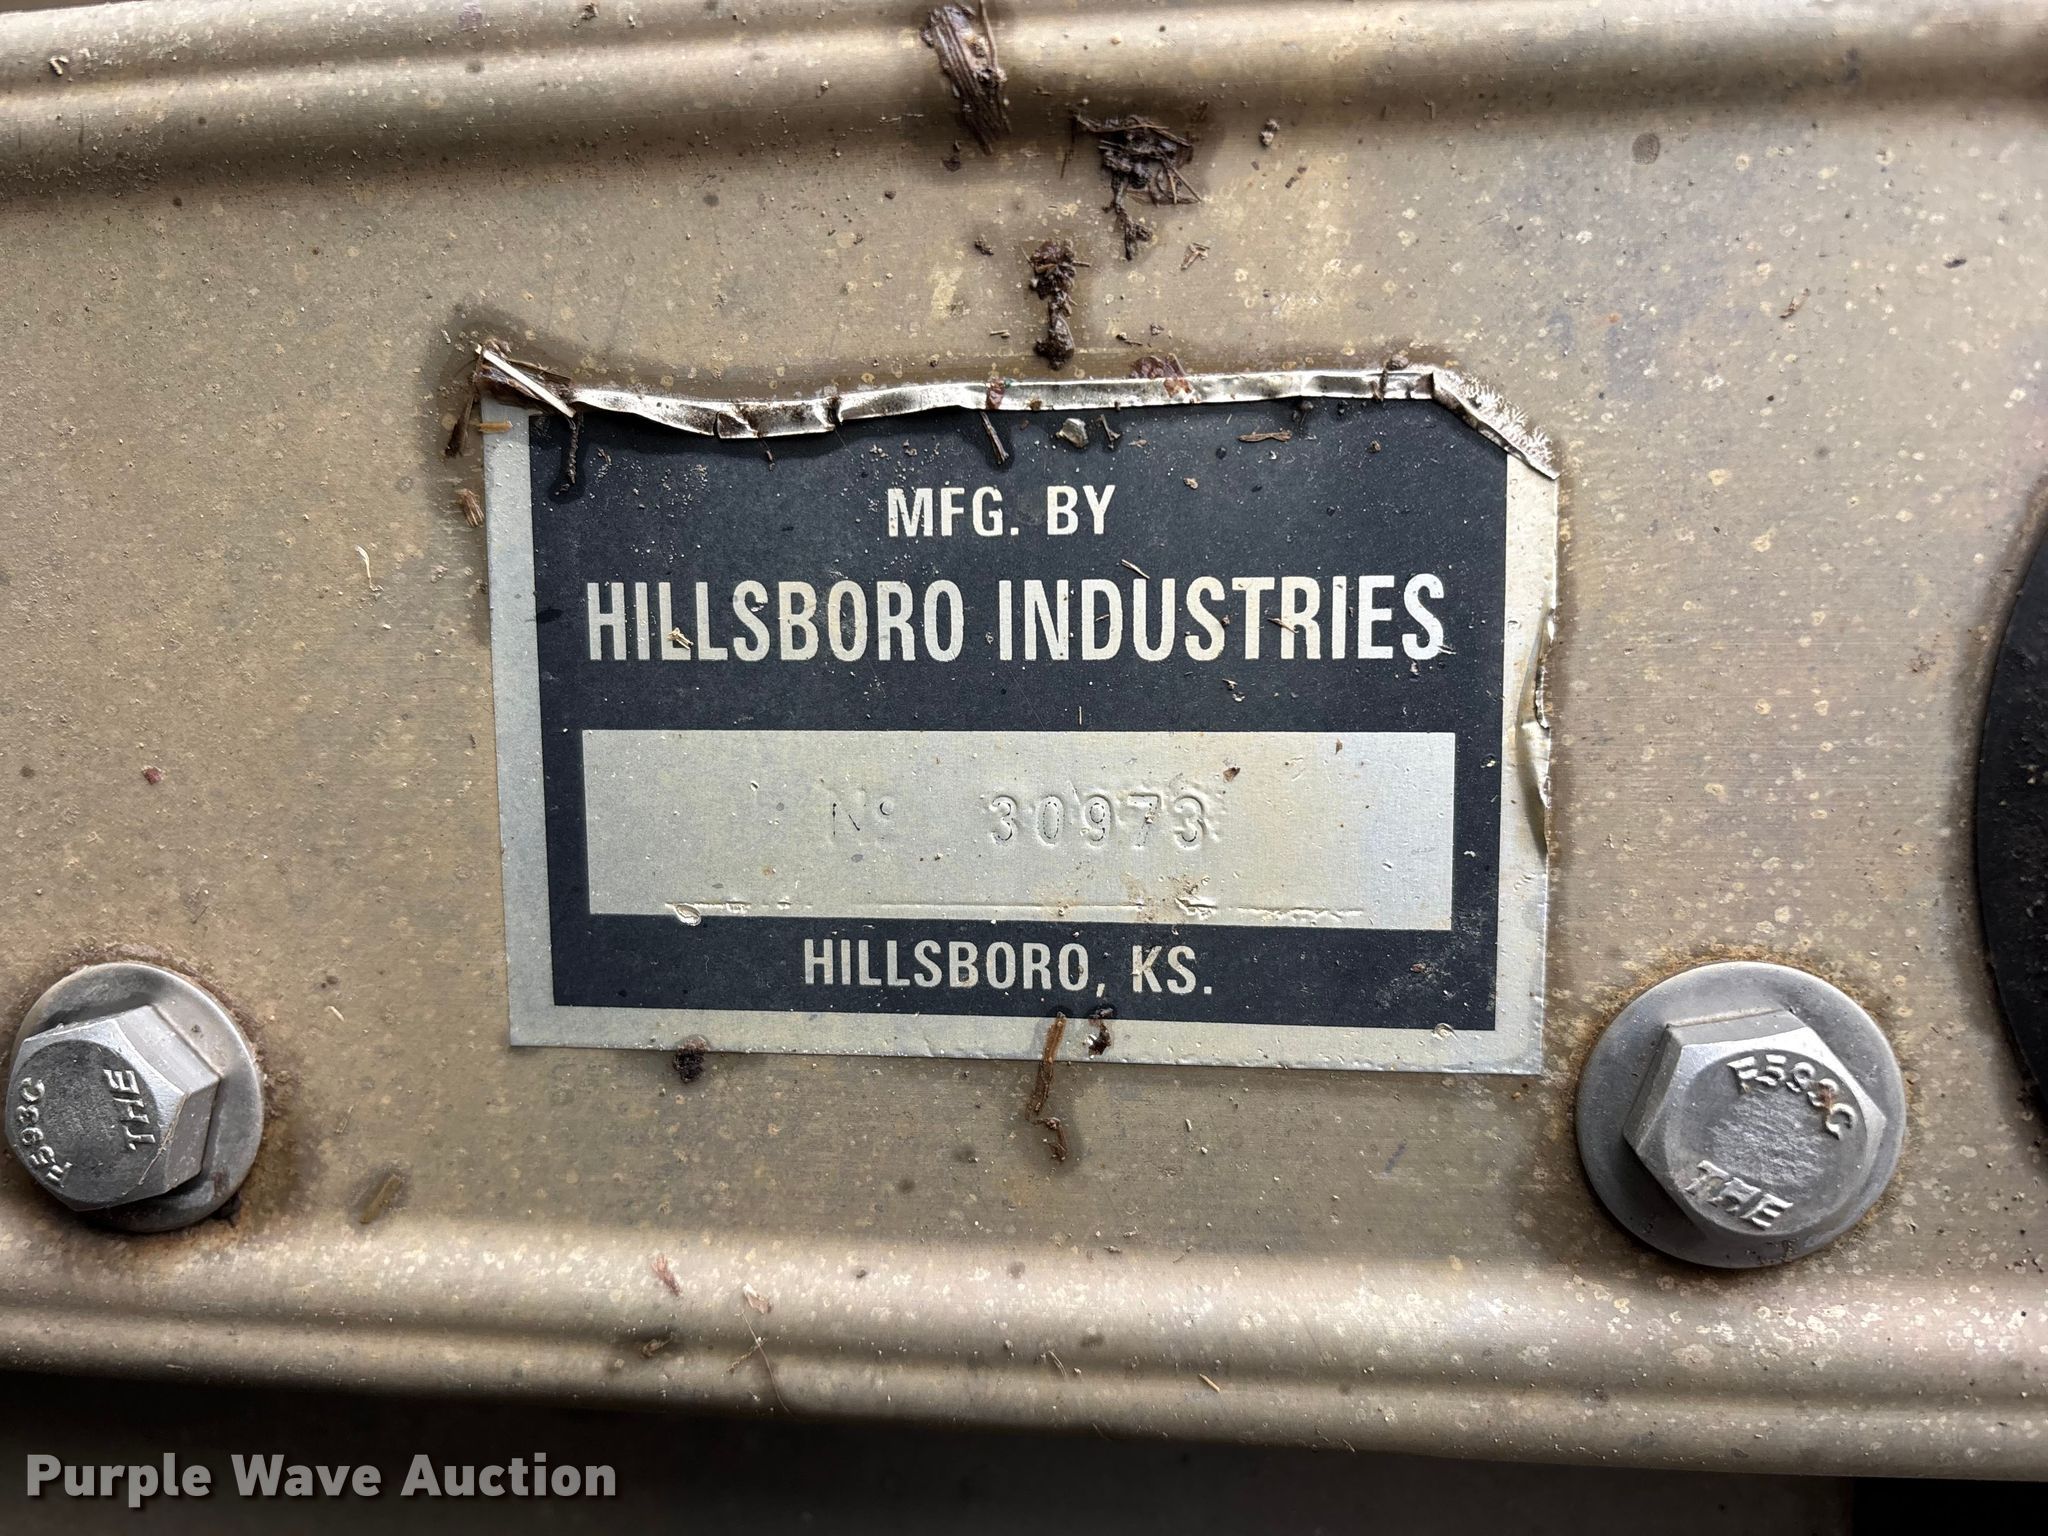 MFG. BY
HILLSBORO INDUSTRIES
Nº 30973
HILLSBORO, KS.
THE
F593C
F593C
THE
Purple Wave Auction